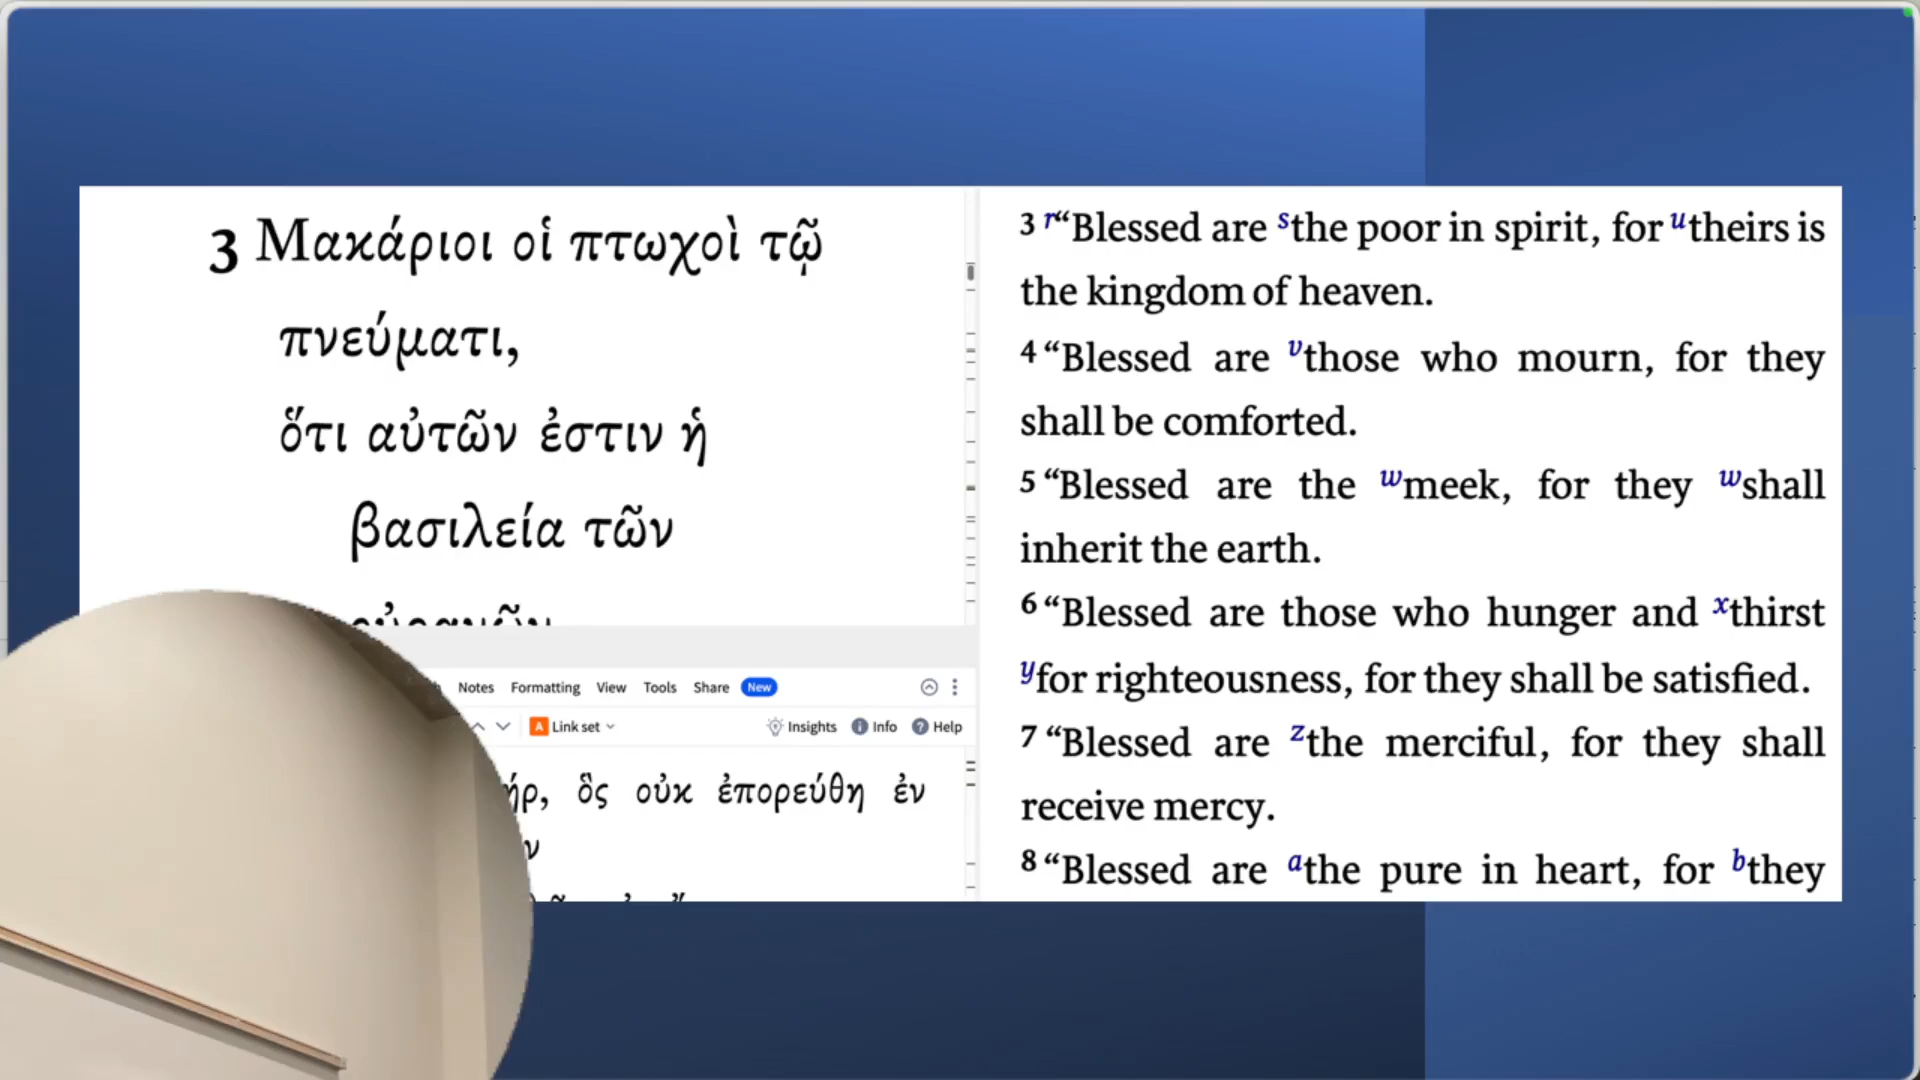 3 Μακάριοι οἱ πτωχοὶ τῷ
πνεύματι,
ὅτι αὐτῶν ἐστιν ἡ
βασιλεία τῶν
οὐρανῶν
Notes Formatting View Tools Share New
A Link set Insights Info Help
ήρ, ὃς οὐκ ἐπορεύθη ἐν
ν
3 r“Blessed are sthe poor in spirit, for utheirs is
the kingdom of heaven.
4 “Blessed are vthose who mourn, for they
shall be comforted.
5 “Blessed are the wmeek, for they wshall
inherit the earth.
6 “Blessed are those who hunger and xthirst
yfor righteousness, for they shall be satisfied.
7 “Blessed are zthe merciful, for they shall
receive mercy.
8 “Blessed are athe pure in heart, for bthey